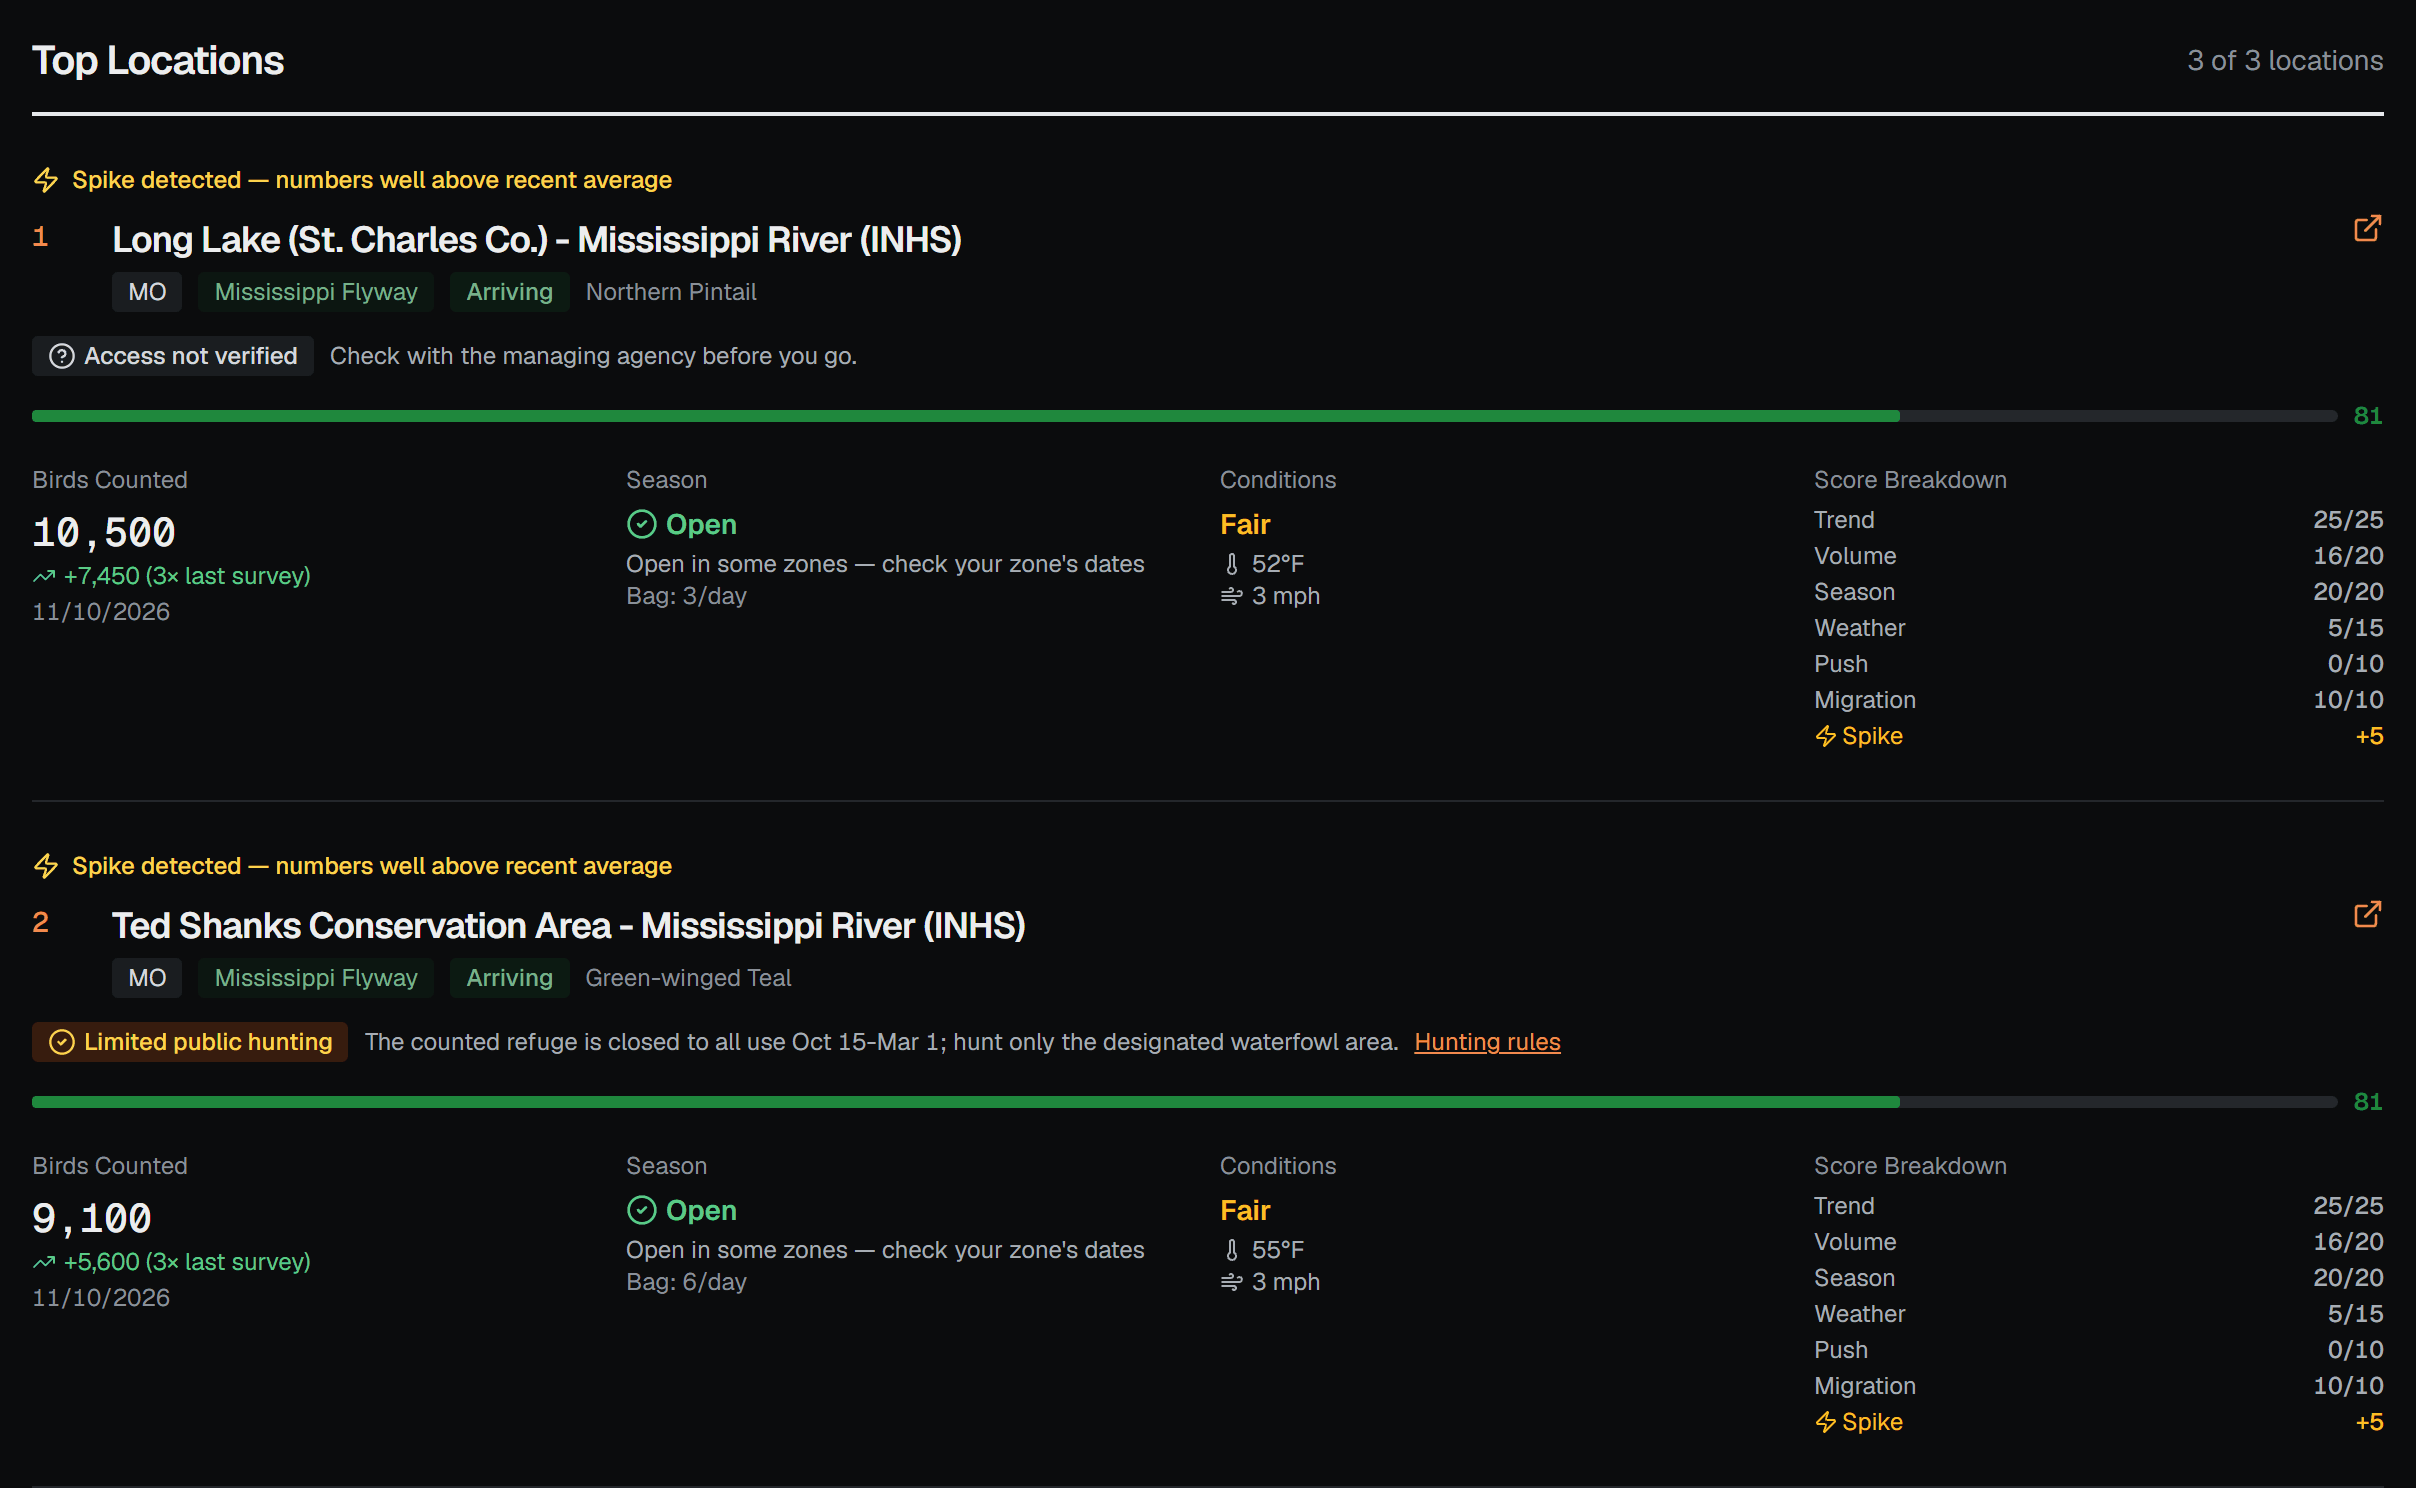 Top Locations
3 of 3 locations
Spike detected — numbers well above recent average
1
Long Lake (St. Charles Co.) - Mississippi River (INHS)
MO Mississippi Flyway Arriving Northern Pintail
Access not verified Check with the managing agency before you go.
81
Birds Counted
10,500
+7,450 (3× last survey)
11/10/2026
Season
Open
Open in some zones — check your zone's dates
Bag: 3/day
Conditions
Fair
52°F
3 mph
Score Breakdown
Trend 25/25
Volume 16/20
Season 20/20
Weather 5/15
Push 0/10
Migration 10/10
Spike +5
Spike detected — numbers well above recent average
2
Ted Shanks Conservation Area - Mississippi River (INHS)
MO Mississippi Flyway Arriving Green-winged Teal
Limited public hunting The counted refuge is closed to all use Oct 15-Mar 1; hunt only the designated waterfowl area. Hunting rules
81
Birds Counted
9,100
+5,600 (3× last survey)
11/10/2026
Season
Open
Open in some zones — check your zone's dates
Bag: 6/day
Conditions
Fair
55°F
3 mph
Score Breakdown
Trend 25/25
Volume 16/20
Season 20/20
Weather 5/15
Push 0/10
Migration 10/10
Spike +5